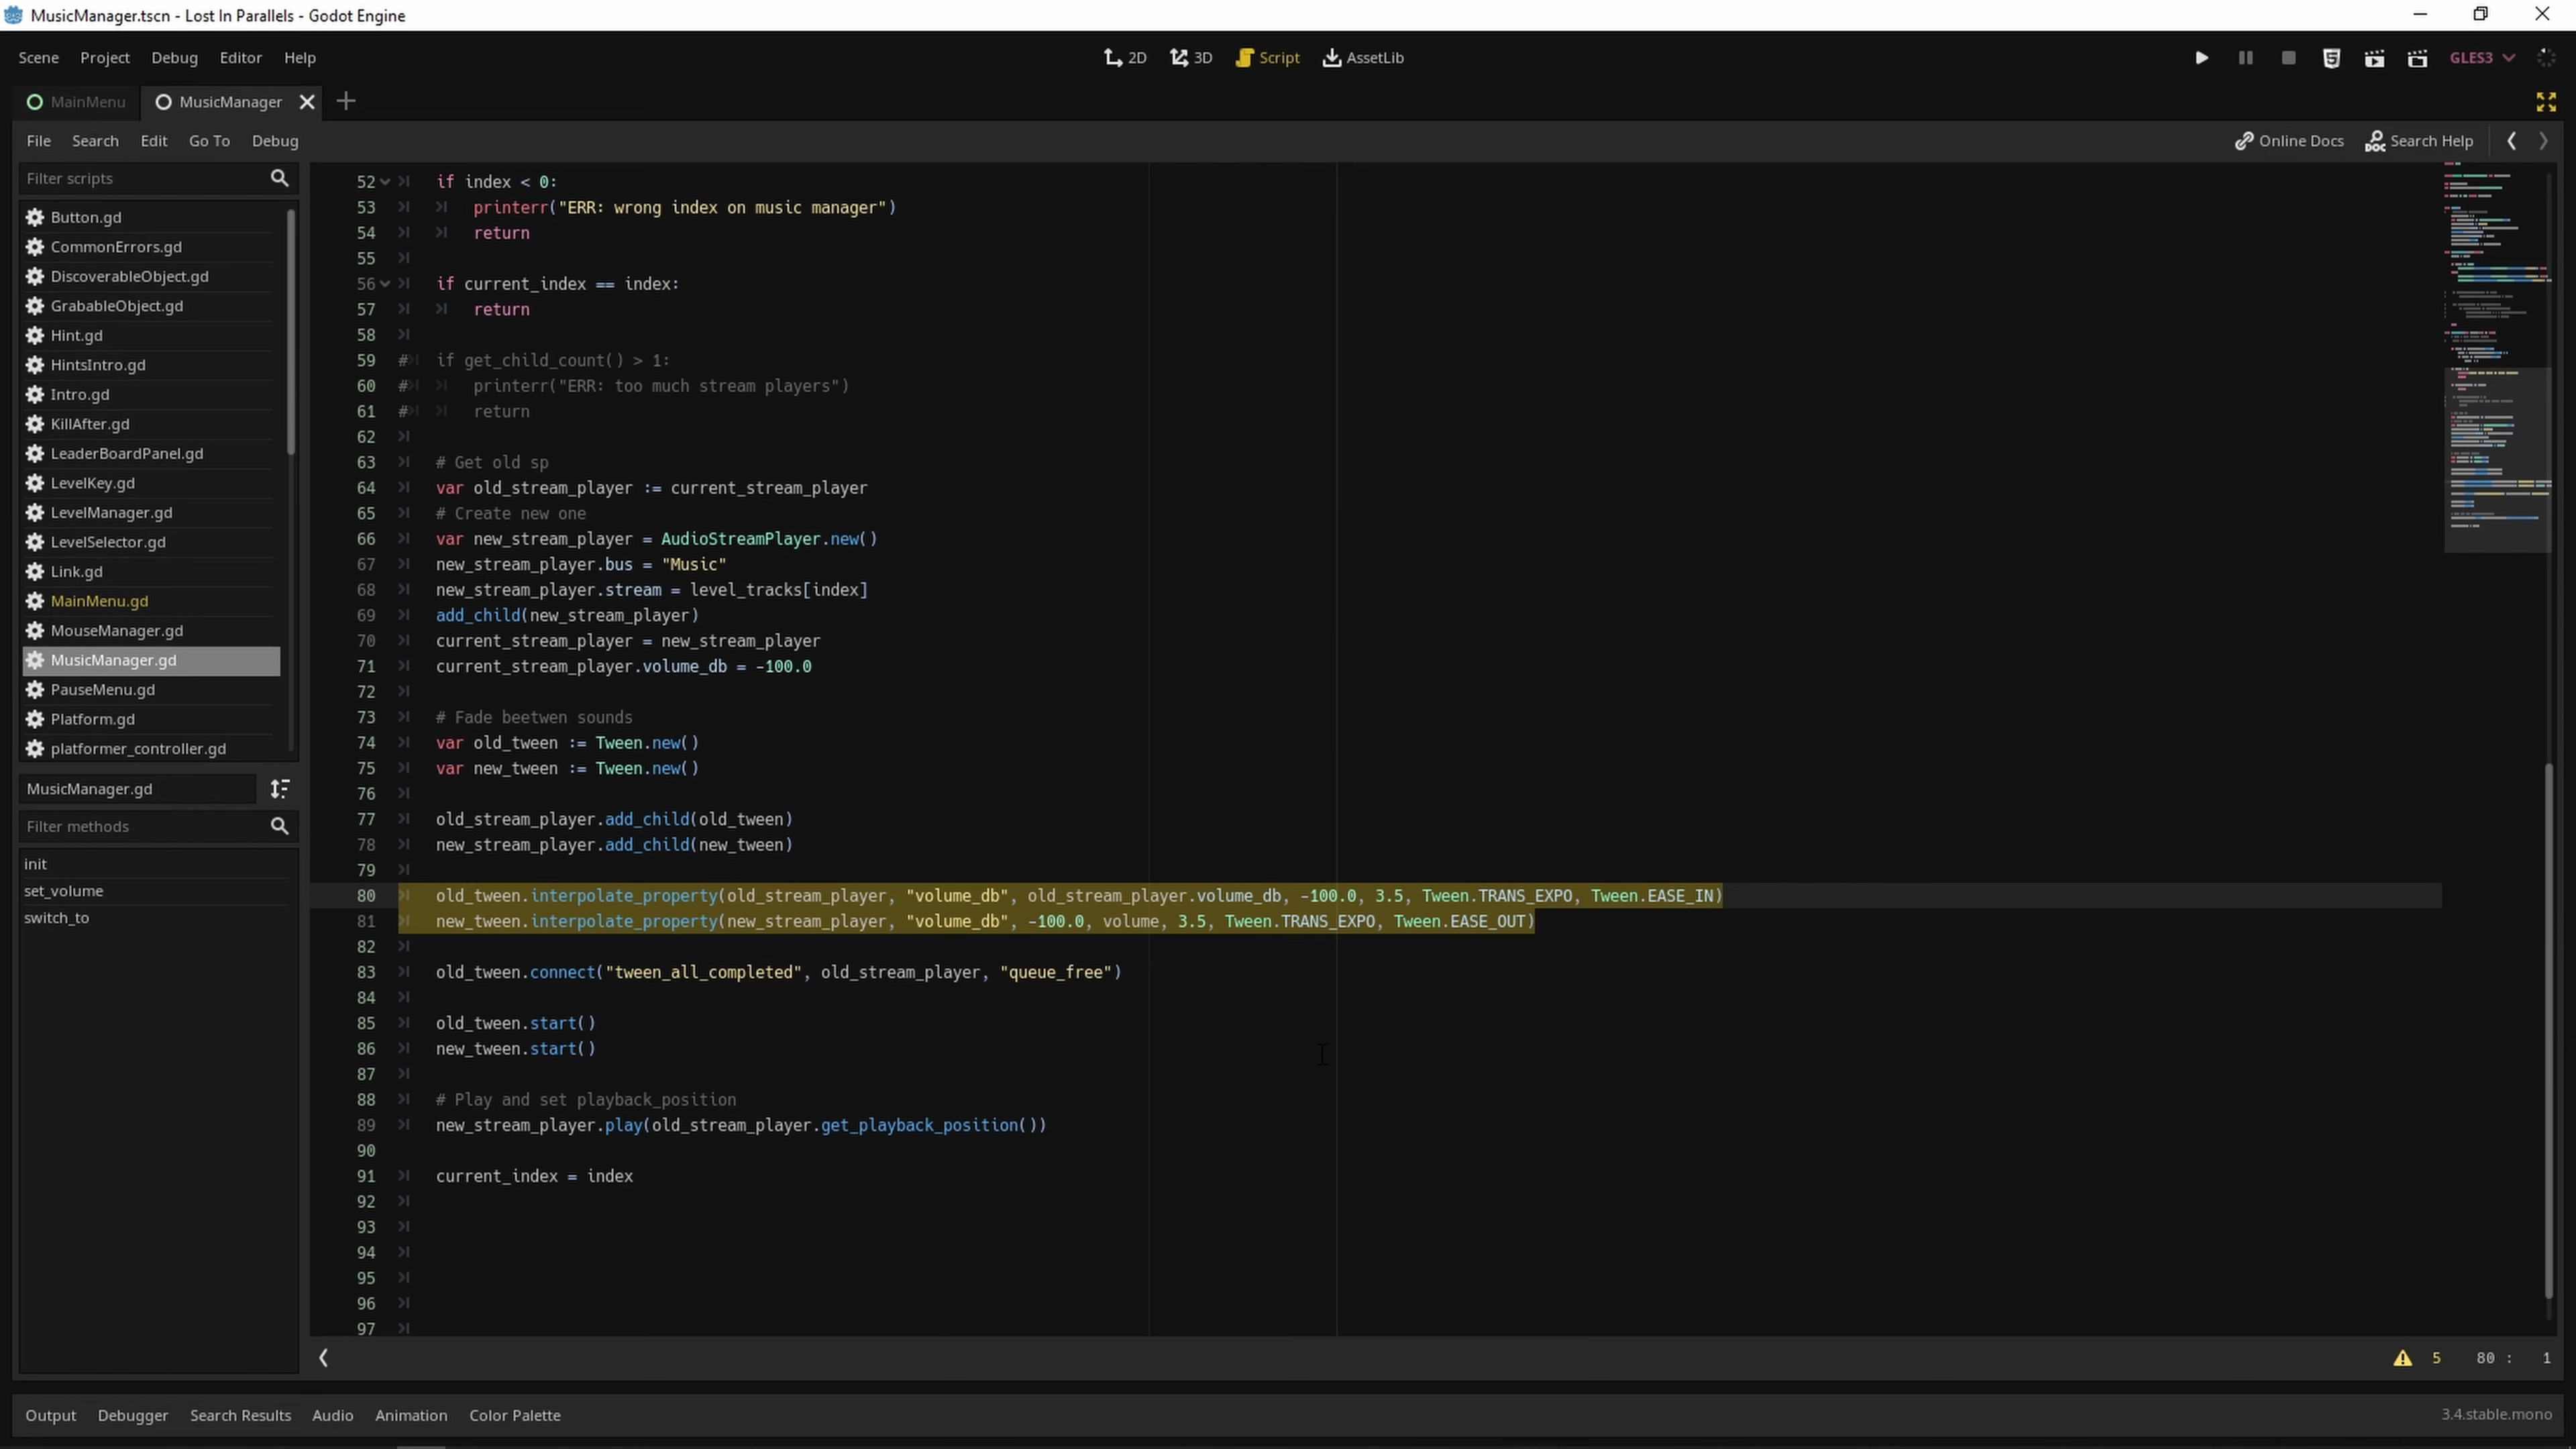 MusicManager.tscn - Lost In Parallels - Godot Engine
Scene Project Debug Editor Help 2D 3D Script AssetLib GLES3
MainMenu MusicManager
File Search Edit Go To Debug Online Docs Search Help
Filter scripts
Button.gd
CommonErrors.gd
DiscoverableObject.gd
GrabableObject.gd
Hint.gd
HintsIntro.gd
Intro.gd
KillAfter.gd
LeaderBoardPanel.gd
LevelKey.gd
LevelManager.gd
LevelSelector.gd
Link.gd
MainMenu.gd
MouseManager.gd
MusicManager.gd
PauseMenu.gd
Platform.gd
platformer_controller.gd
MusicManager.gd
Filter methods
init
set_volume
switch_to
52 if index < 0:
53 printerr("ERR: wrong index on music manager")
54 return
55
56 if current_index == index:
57 return
58
59 # if get_child_count() > 1:
60 # printerr("ERR: too much stream players")
61 # return
62
63 # Get old sp
64 var old_stream_player := current_stream_player
65 # Create new one
66 var new_stream_player = AudioStreamPlayer.new()
67 new_stream_player.bus = "Music"
68 new_stream_player.stream = level_tracks[index]
69 add_child(new_stream_player)
70 current_stream_player = new_stream_player
71 current_stream_player.volume_db = -100.0
72
73 # Fade beetwen sounds
74 var old_tween := Tween.new()
75 var new_tween := Tween.new()
76
77 old_stream_player.add_child(old_tween)
78 new_stream_player.add_child(new_tween)
79
80 old_tween.interpolate_property(old_stream_player, "volume_db", old_stream_player.volume_db, -100.0, 3.5, Tween.TRANS_EXPO, Tween.EASE_IN)
81 new_tween.interpolate_property(new_stream_player, "volume_db", -100.0, volume, 3.5, Tween.TRANS_EXPO, Tween.EASE_OUT)
82
83 old_tween.connect("tween_all_completed", old_stream_player, "queue_free")
84
85 old_tween.start()
86 new_tween.start()
87
88 # Play and set playback_position
89 new_stream_player.play(old_stream_player.get_playback_position())
90
91 current_index = index
92
93
94
95
96
97
5 80 : 1
Output Debugger Search Results Audio Animation Color Palette 3.4.stable.mono